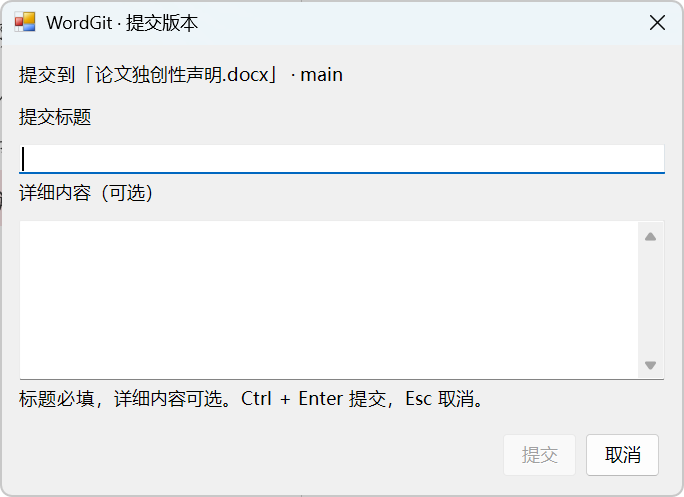 WordGit · 提交版本
提交到「论文独创性声明.docx」 · main
提交标题
详细内容（可选）
标题必填，详细内容可选。Ctrl + Enter 提交，Esc 取消。
提交 取消